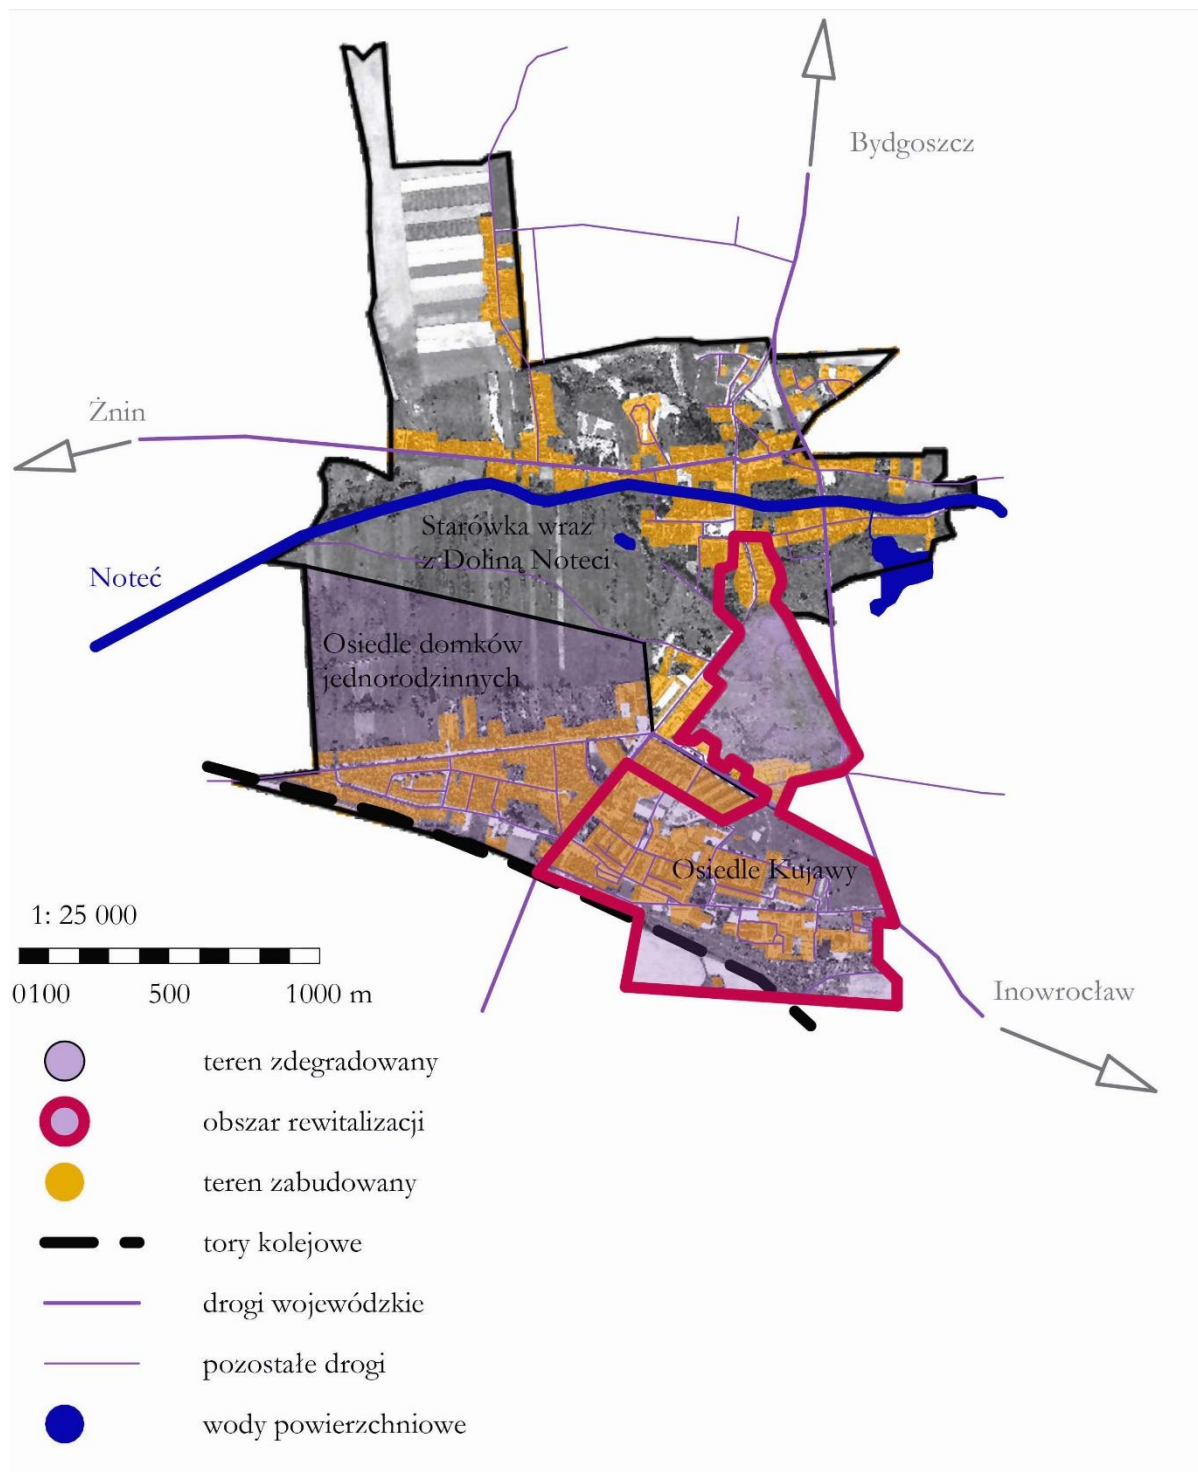 Bydgoszcz
Żnin
Starówka wraz
z Doliną Noteci
Noteć
Osiedle domków
jednorodzinnych
Osiedle Kujawy
1: 25 000
0100 500 1000 m
Inowrocław
teren zdegradowany
obszar rewitalizacji
teren zabudowany
tory kolejowe
drogi wojewódzkie
pozostałe drogi
wody powierzchniowe